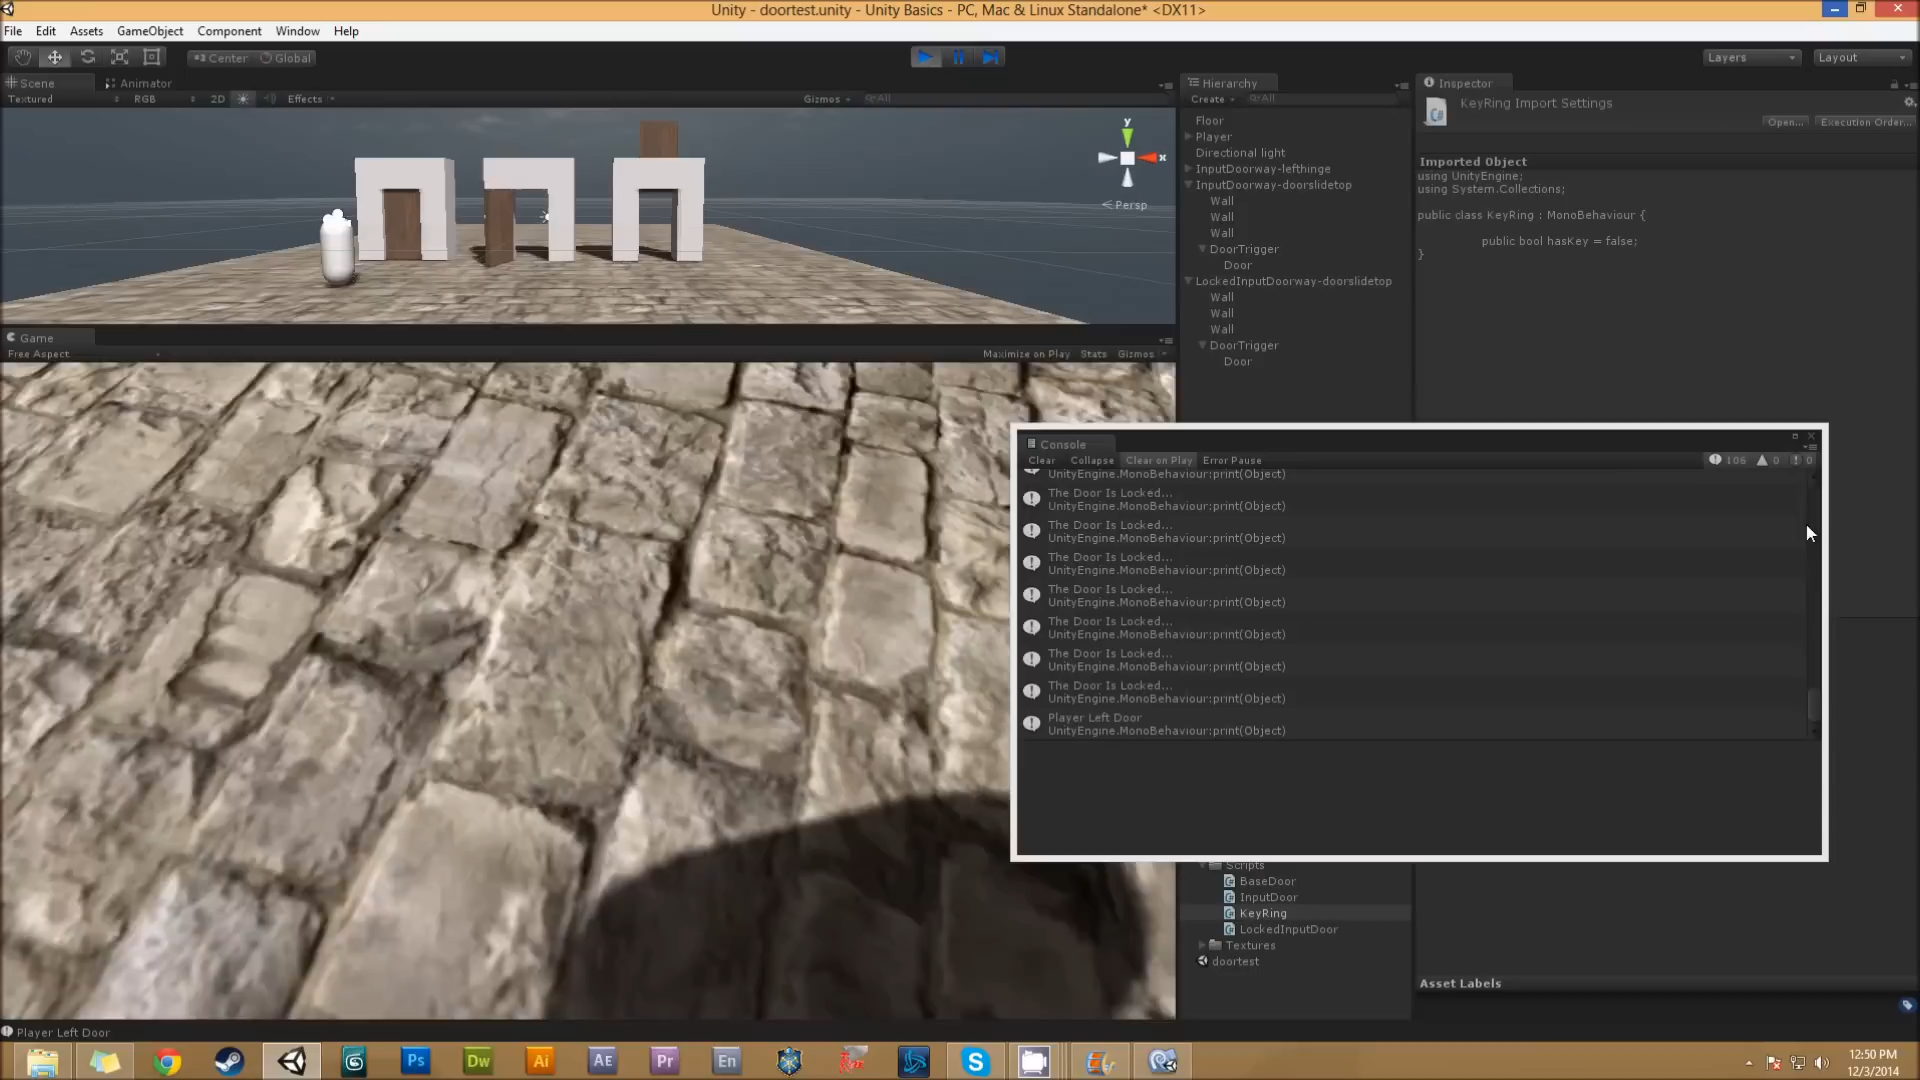 Unity - doortest.unity - Unity Basics - PC, Mac & Linux Standalone* <DX11>
File Edit Assets GameObject Component Window Help
Center Global
Layers Layout
Scene Animator
Textured RGB 2D Effects Gizmos All
Persp
y
x
Game
Free Aspect Maximize on Play Stats Gizmos
Hierarchy
Create All
Floor
Player
Directional light
InputDoorway-lefthinge
InputDoorway-doorslidetop
Wall
Wall
Wall
DoorTrigger
Door
LockedInputDoorway-doorslidetop
Wall
Wall
Wall
DoorTrigger
Door
Inspector
KeyRing Import Settings
Open... Execution Order...
Imported Object
using UnityEngine;
using System.Collections;
public class KeyRing : MonoBehaviour {
public bool hasKey = false;
}
Console
Clear Collapse Clear on Play Error Pause 106 0 0
UnityEngine.MonoBehaviour:print(Object)
The Door Is Locked...
UnityEngine.MonoBehaviour:print(Object)
The Door Is Locked...
UnityEngine.MonoBehaviour:print(Object)
The Door Is Locked...
UnityEngine.MonoBehaviour:print(Object)
The Door Is Locked...
UnityEngine.MonoBehaviour:print(Object)
The Door Is Locked...
UnityEngine.MonoBehaviour:print(Object)
The Door Is Locked...
UnityEngine.MonoBehaviour:print(Object)
The Door Is Locked...
UnityEngine.MonoBehaviour:print(Object)
Player Left Door
UnityEngine.MonoBehaviour:print(Object)
Scripts
BaseDoor
InputDoor
KeyRing
LockedInputDoor
Textures
doortest
Asset Labels
Player Left Door
Ps Dw Ai AE Pr En
12:50 PM
12/3/2014